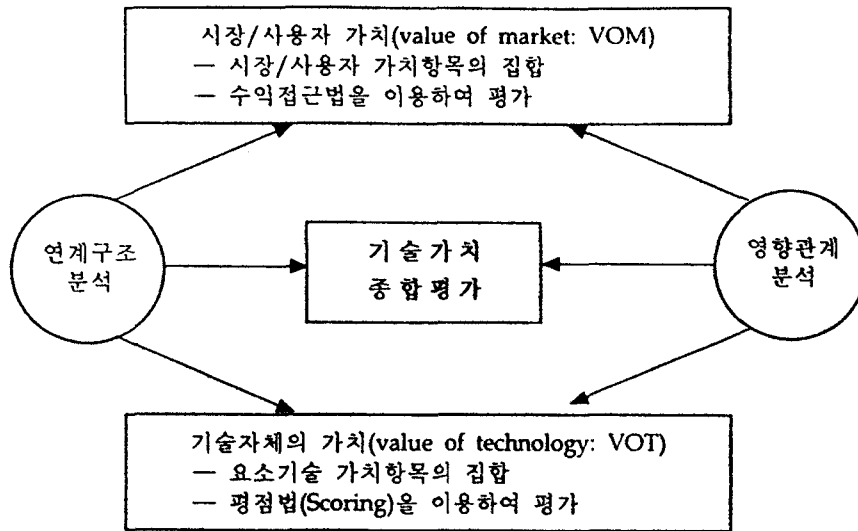 시장/사용자 가치(value of market: VOM)
— 시장/사용자 가치항목의 집합
— 수익접근법을 이용하여 평가
연계구조
분석
기술가치
종합평가
영향관계
분석
기술자체의 가치(value of technology: VOT)
— 요소기술 가치항목의 집합
— 평점법(Scoring)을 이용하여 평가